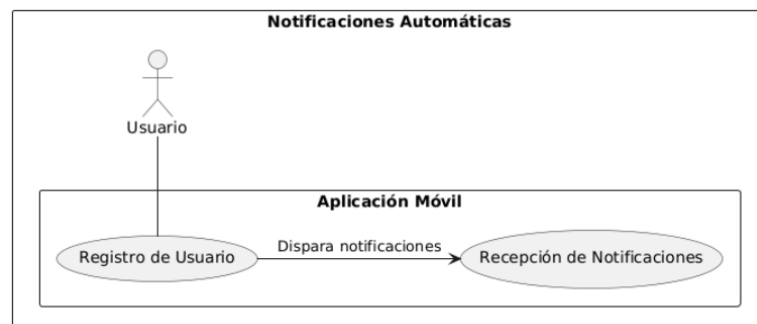 Notificaciones Automáticas
Usuario
Aplicación Móvil
Registro de Usuario
Dispara notificaciones
Recepción de Notificaciones